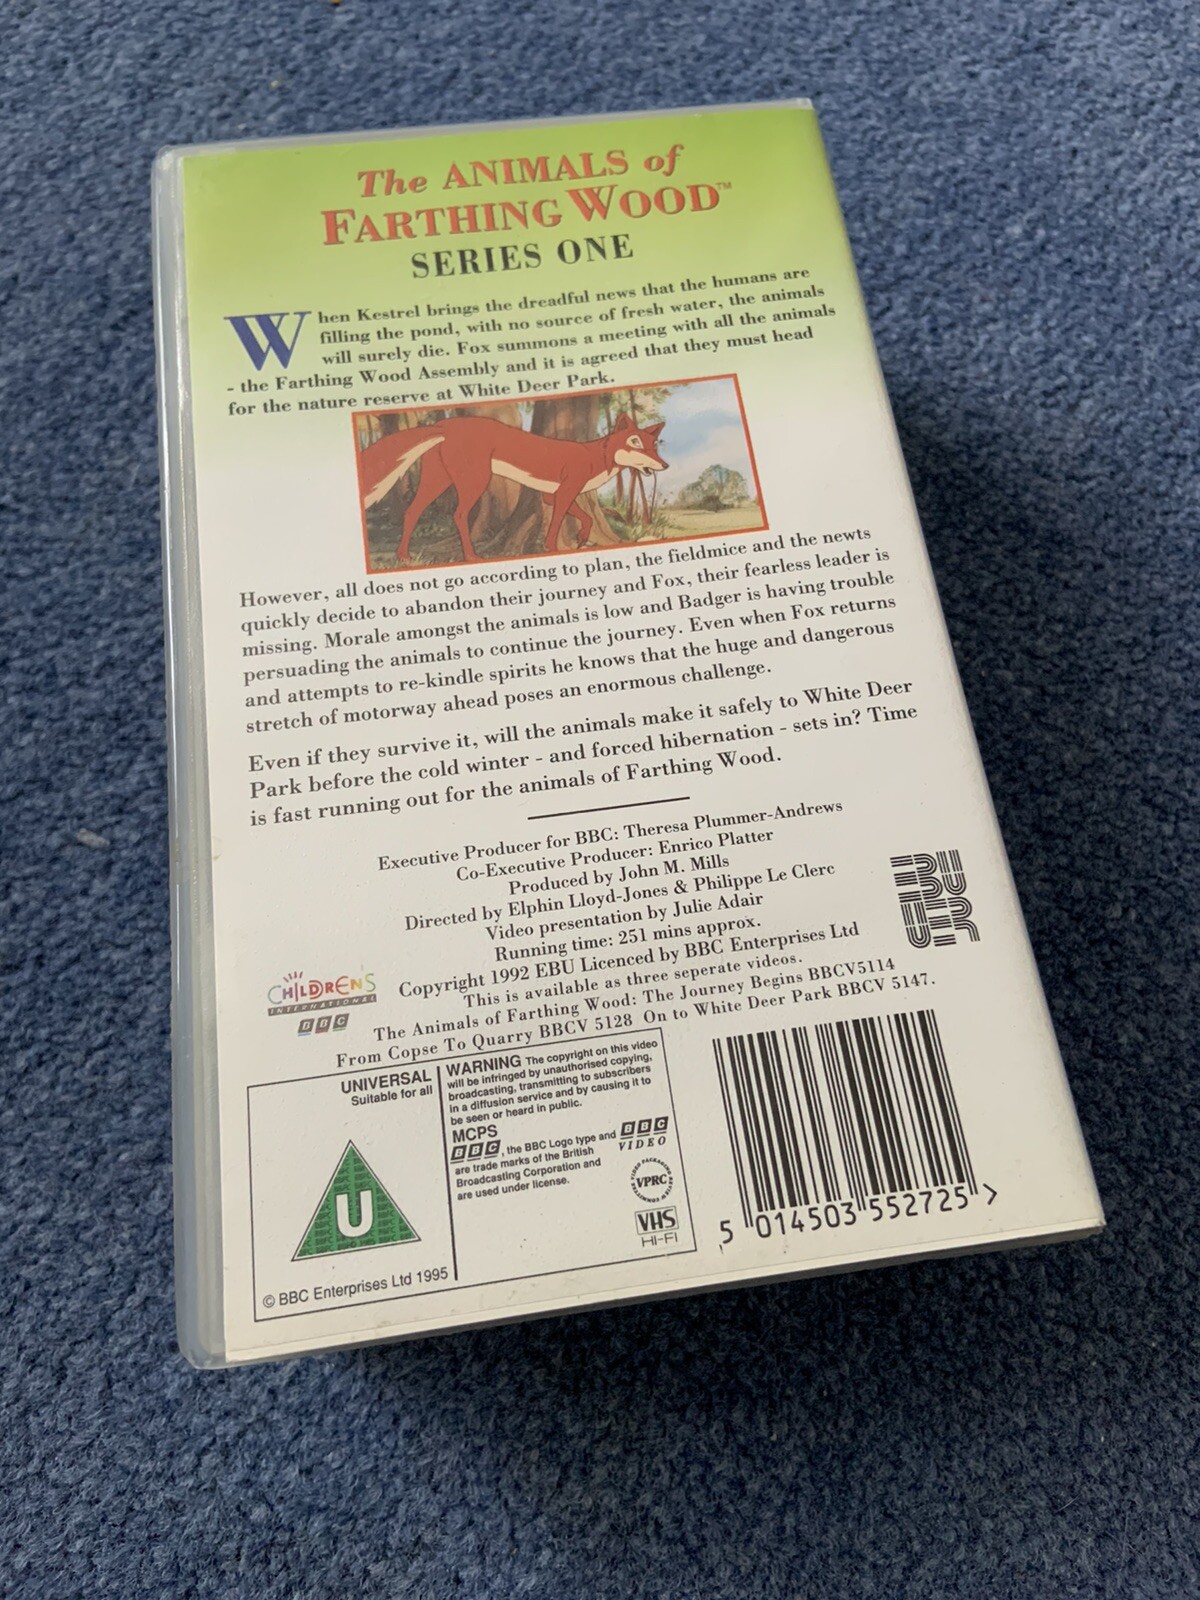 The ANIMALS of
FARTHING WOOD™
SERIES ONE
When Kestrel brings the dreadful news that the humans are
filling the pond, with no source of fresh water, the animals
will surely die. Fox summons a meeting with all the animals
- the Farthing Wood Assembly and it is agreed that they must head
for the nature reserve at White Deer Park.
However, all does not go according to plan, the fieldmice and the newts
quickly decide to abandon their journey and Fox, their fearless leader is
missing. Morale amongst the animals is low and Badger is having trouble
persuading the animals to continue the journey. Even when Fox returns
and attempts to re-kindle spirits he knows that the huge and dangerous
stretch of motorway ahead poses an enormous challenge.
Even if they survive it, will the animals make it safely to White Deer
Park before the cold winter - and forced hibernation - sets in? Time
is fast running out for the animals of Farthing Wood.
Executive Producer for BBC: Theresa Plummer-Andrews
Co-Executive Producer: Enrico Platter
Produced by John M. Mills
Directed by Elphin Lloyd-Jones & Philippe Le Clerc
Video presentation by Julie Adair
Running time: 251 mins approx.
Copyright 1992 EBU Licenced by BBC Enterprises Ltd
This is available as three seperate videos.
The Animals of Farthing Wood: The Journey Begins BBCV5114
From Copse To Quarry BBCV 5128 On to White Deer Park BBCV 5147.
CHILDREN'S
INTERNATIONAL
BBC
UNIVERSAL
Suitable for all
U
© BBC Enterprises Ltd 1995
WARNING The copyright on this video
will be infringed by unauthorised copying,
broadcasting, transmitting to subscribers
in a diffusion service and by causing it to
be seen or heard in public.
MCPS
BBC, the BBC Logo type and
are trade marks of the British
Broadcasting Corporation and
are used under license.
BBC
VIDEO
VPRC
VHS
HI-FI
5 014503 552725 >